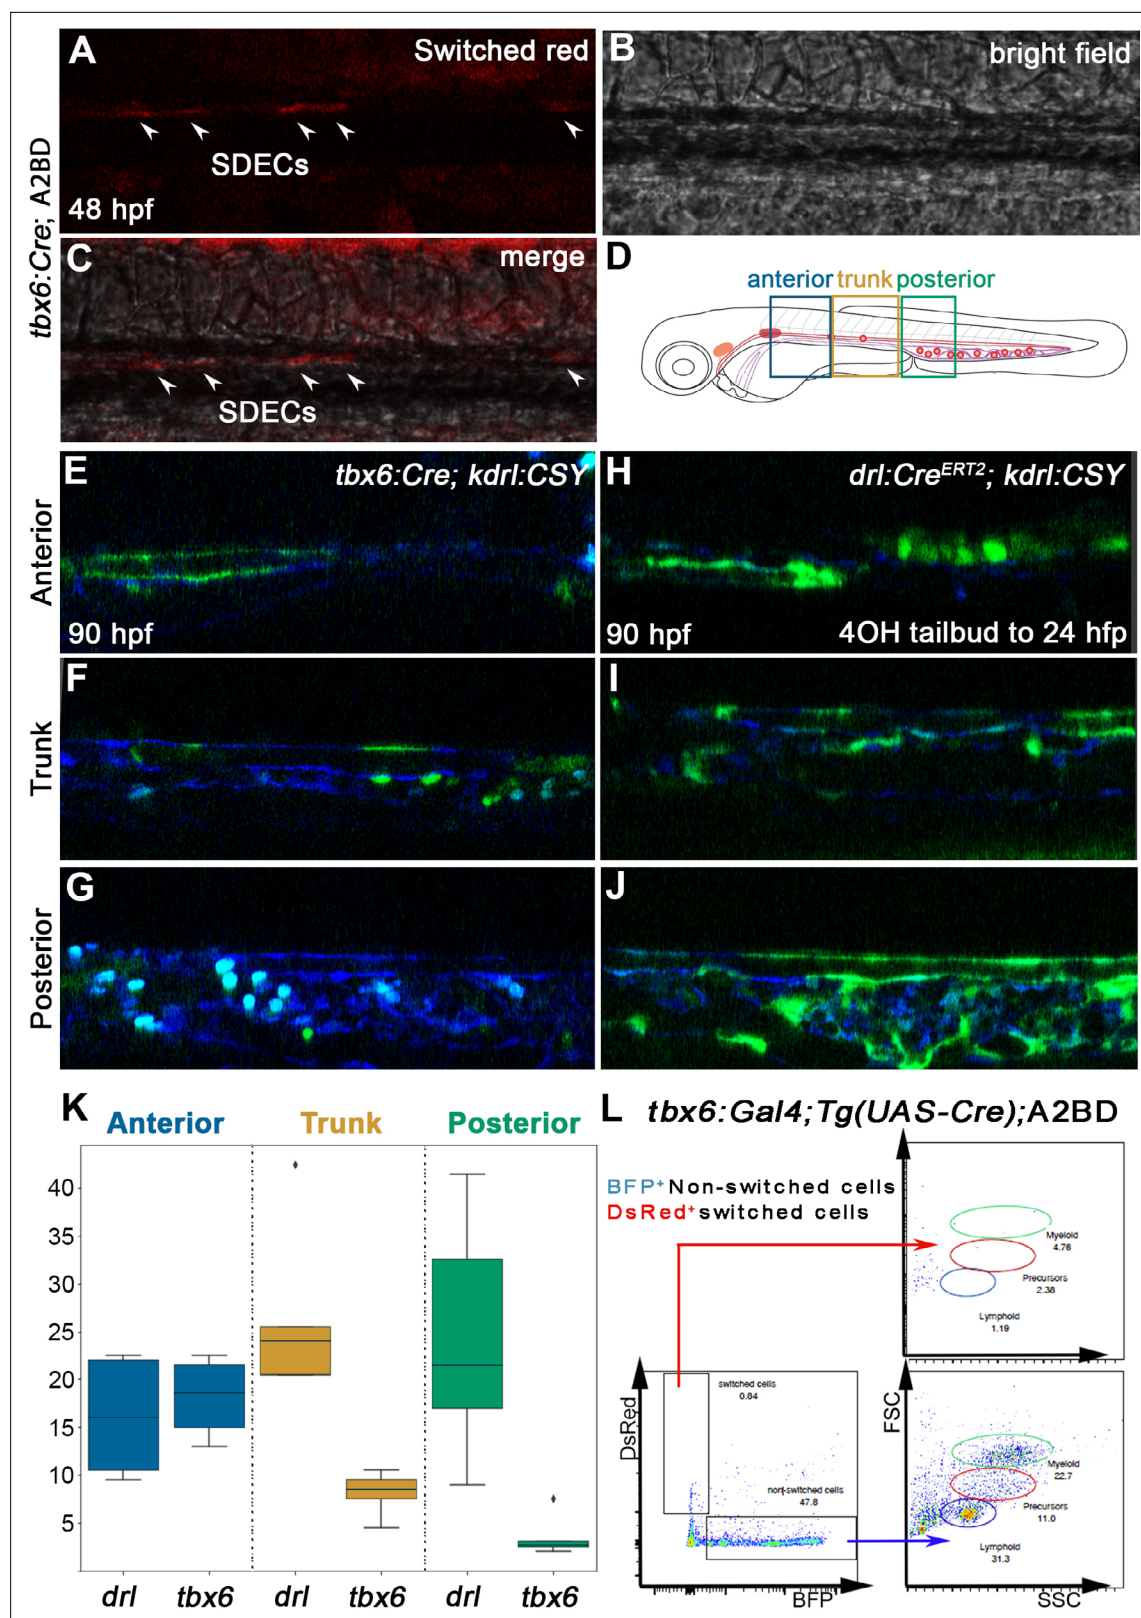 A
Switched red
SDECs
48 hpf
tbx6:Cre; A2BD
B
bright field
C
merge
SDECs
D
anterior trunk posterior
E
tbx6:Cre; kdrl:CSY
Anterior
90 hpf
H
drl:CreERT2; kdrl:CSY
90 hpf
4OH tailbud to 24 hfp
F
Trunk
I
G
Posterior
J
K
Anterior
Trunk
Posterior
40
35
30
25
20
15
10
5
drl
tbx6
drl
tbx6
drl
tbx6
L
tbx6:Gal4;Tg(UAS-Cre);A2BD
BFP+ Non-switched cells
DsRed+ switched cells
Myeloid
4.76
Precursors
2.38
Lymphoid
1.19
DsRed
switched cells
0.84
non-switched cells
47.8
BFP
FSC
Myeloid
22.7
Precursors
11.0
Lymphoid
31.3
SSC